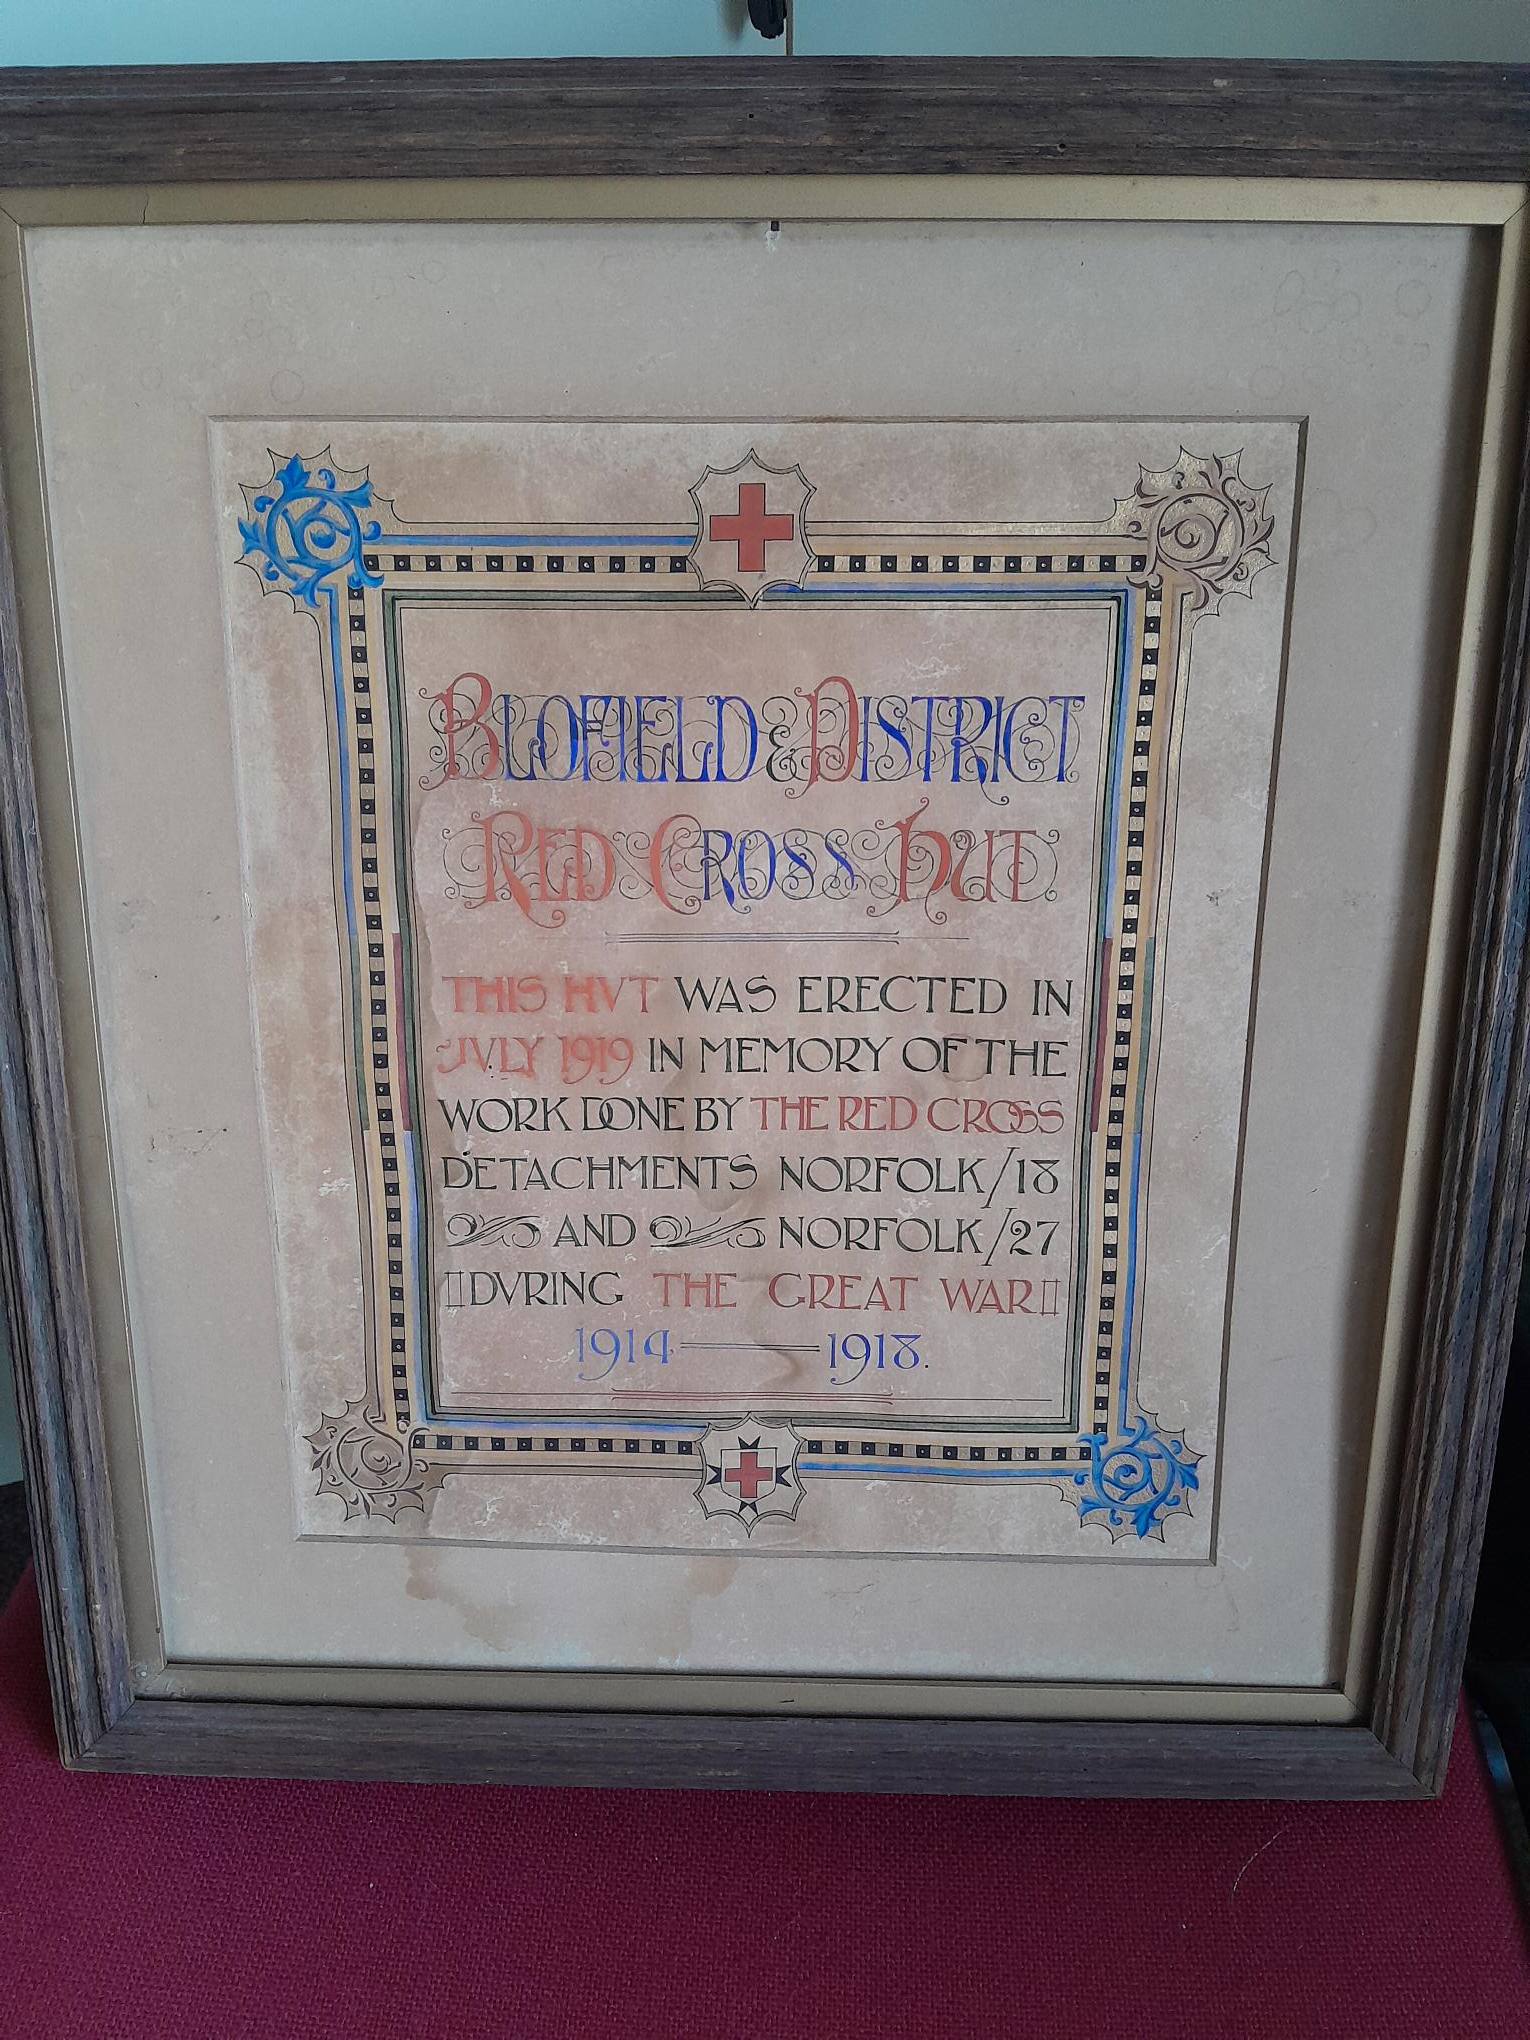 BLOFIELD & DISTRICT
RED CROSS HUT.
THIS HVT WAS ERECTED IN
JVLY 1919 IN MEMORY OF THE
WORK DONE BY THE RED CROSS
DETACHMENTS NORFOLK/18
AND NORFOLK/27
DVRING THE GREAT WAR
1914 — 1918.